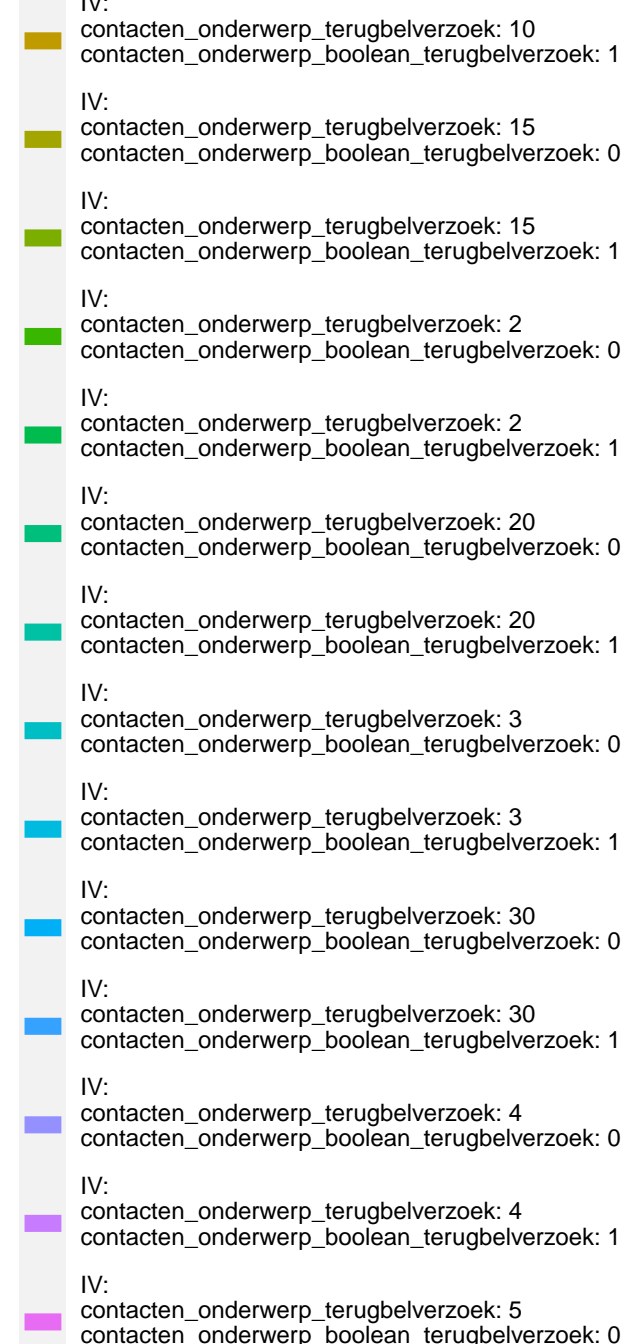 IV:
contacten_onderwerp_terugbelverzoek: 10
contacten_onderwerp_boolean_terugbelverzoek: 1
IV:
contacten_onderwerp_terugbelverzoek: 15
contacten_onderwerp_boolean_terugbelverzoek: 0
IV:
contacten_onderwerp_terugbelverzoek: 15
contacten_onderwerp_boolean_terugbelverzoek: 1
IV:
contacten_onderwerp_terugbelverzoek: 2
contacten_onderwerp_boolean_terugbelverzoek: 0
IV:
contacten_onderwerp_terugbelverzoek: 2
contacten_onderwerp_boolean_terugbelverzoek: 1
IV:
contacten_onderwerp_terugbelverzoek: 20
contacten_onderwerp_boolean_terugbelverzoek: 0
IV:
contacten_onderwerp_terugbelverzoek: 20
contacten_onderwerp_boolean_terugbelverzoek: 1
IV:
contacten_onderwerp_terugbelverzoek: 3
contacten_onderwerp_boolean_terugbelverzoek: 0
IV:
contacten_onderwerp_terugbelverzoek: 3
contacten_onderwerp_boolean_terugbelverzoek: 1
IV:
contacten_onderwerp_terugbelverzoek: 30
contacten_onderwerp_boolean_terugbelverzoek: 0
IV:
contacten_onderwerp_terugbelverzoek: 30
contacten_onderwerp_boolean_terugbelverzoek: 1
IV:
contacten_onderwerp_terugbelverzoek: 4
contacten_onderwerp_boolean_terugbelverzoek: 0
IV:
contacten_onderwerp_terugbelverzoek: 4
contacten_onderwerp_boolean_terugbelverzoek: 1
IV:
contacten_onderwerp_terugbelverzoek: 5
contacten_onderwerp_boolean_terugbelverzoek: 0